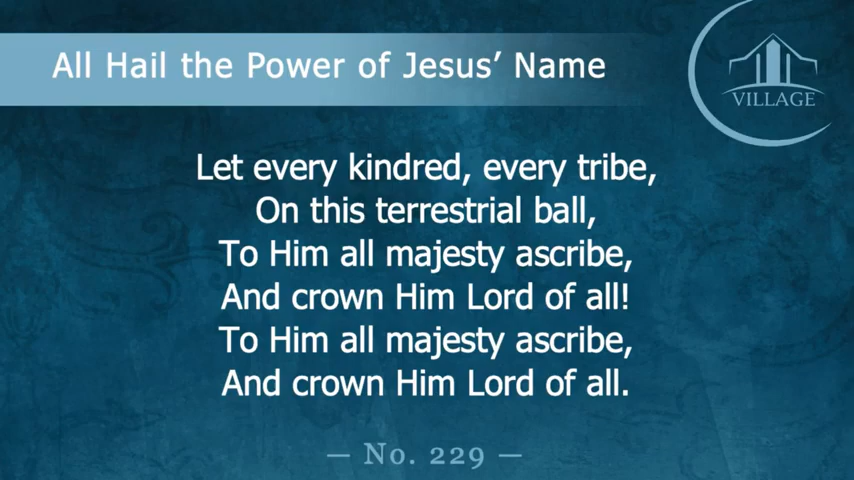 All Hail the Power of Jesus’ Name
VILLAGE
Let every kindred, every tribe,
On this terrestrial ball,
To Him all majesty ascribe,
And crown Him Lord of all!
To Him all majesty ascribe,
And crown Him Lord of all.
— No. 229 —